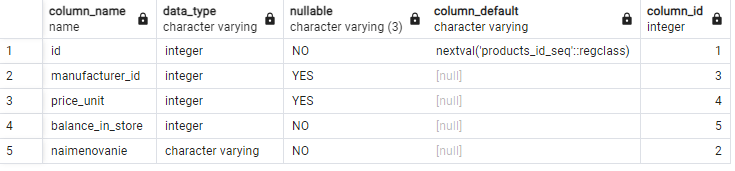 column_name data_type nullable column_default column_id
name character varying character varying (3) character varying integer
1 id integer NO nextval('products_id_seq'::regclass) 1
2 manufacturer_id integer YES [null] 3
3 price_unit integer YES [null] 4
4 balance_in_store integer NO [null] 5
5 naimenovanie character varying NO [null] 2